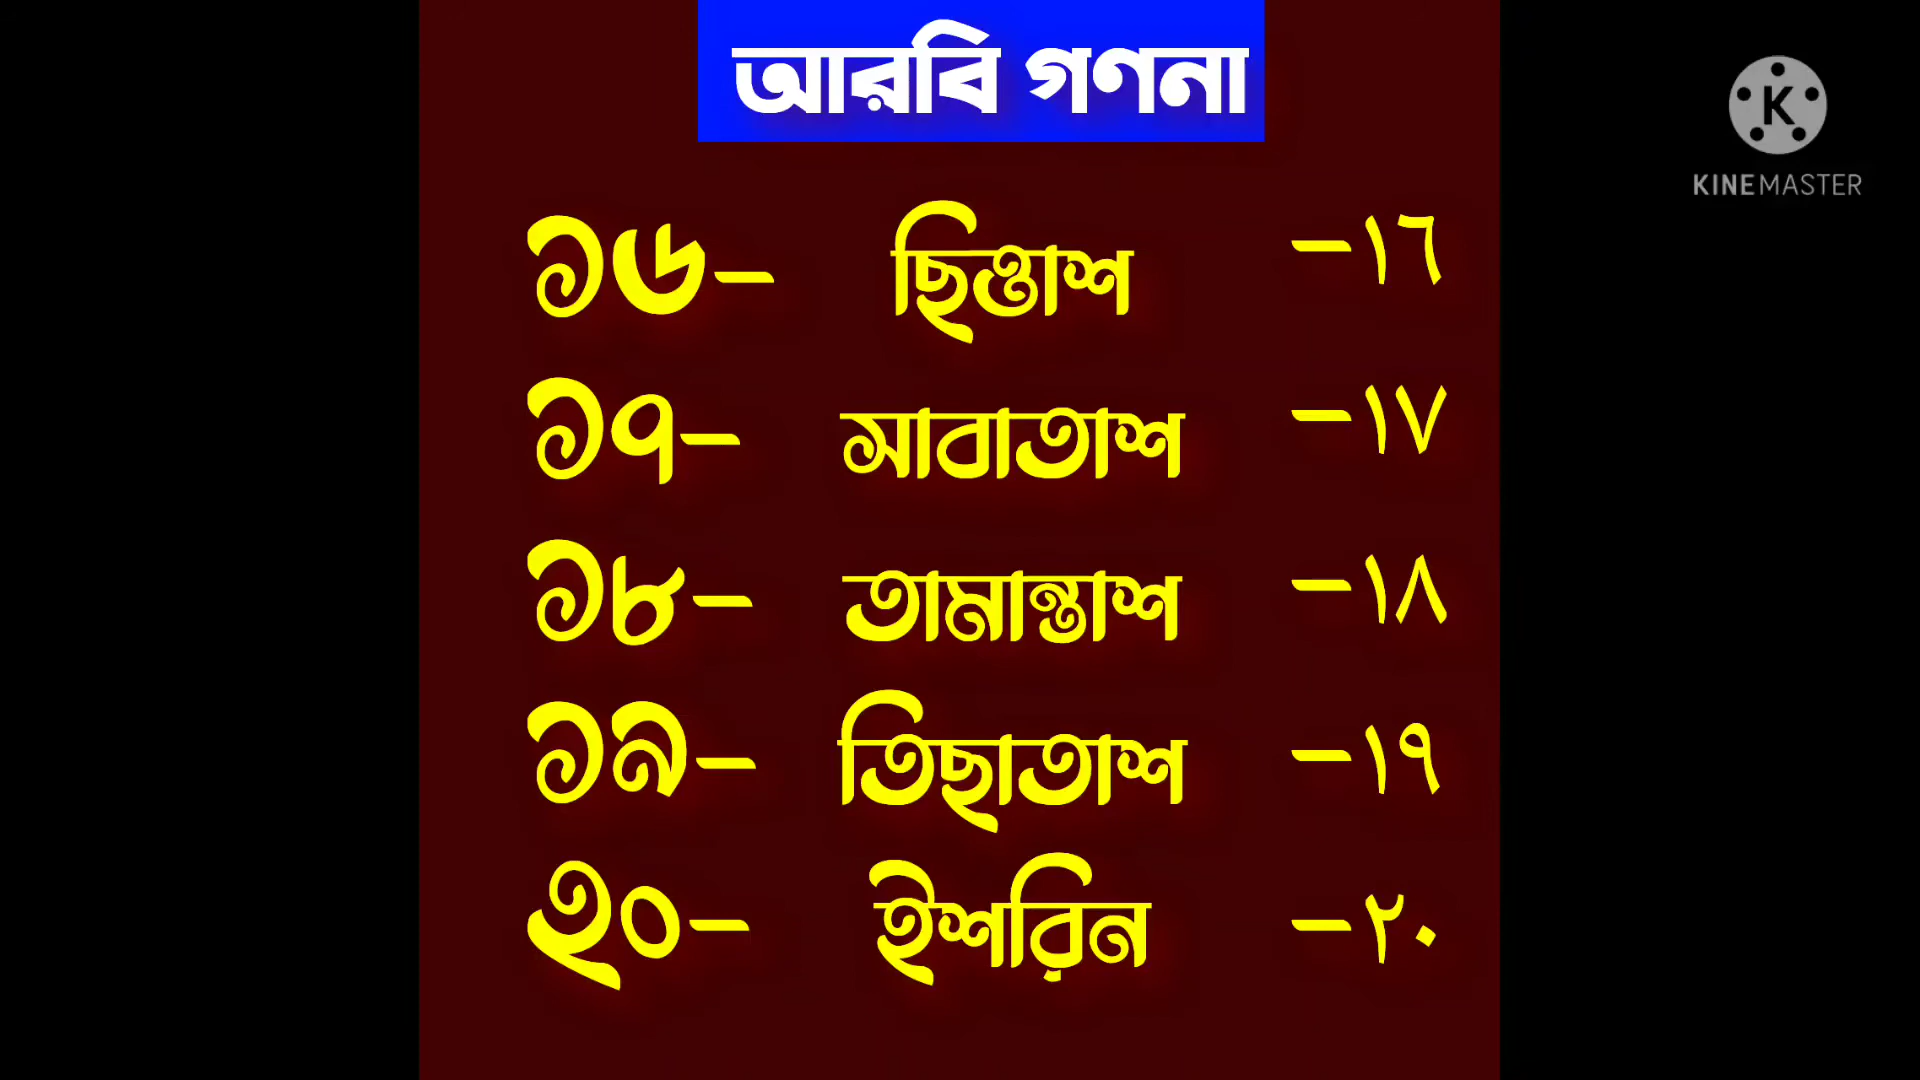 আরবি গণনা
KINEMASTER
১৬- ছিত্তাশ -١٦
১৭- সাবাতাশ -١٧
১৮- তামান্তাশ -١٨
১৯- তিছাতাশ -١٩
২০- ইশরিন -٢٠